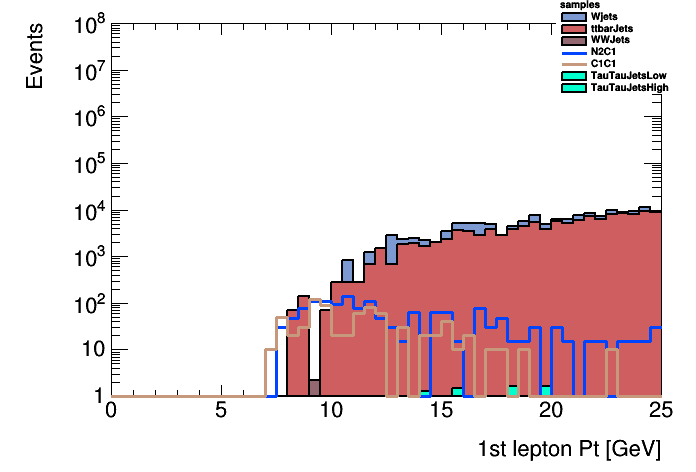 samples
Wjets
ttbarJets
WWJets
N2C1
C1C1
TauTauJetsLow
TauTauJetsHigh
Events
10^8
10^7
10^6
10^5
10^4
10^3
10^2
10
1
0 5 10 15 20 25
1st lepton Pt [GeV]